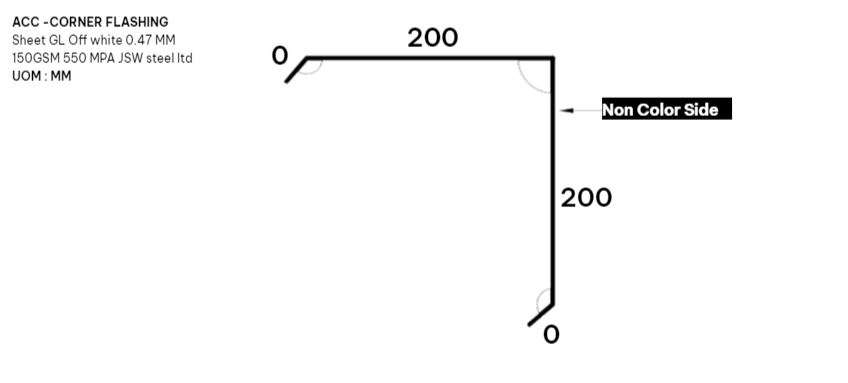 ACC -CORNER FLASHING
Sheet GL Off white 0.47 MM
150GSM 550 MPA JSW steel ltd
UOM : MM
200
0
Non Color Side
200
0